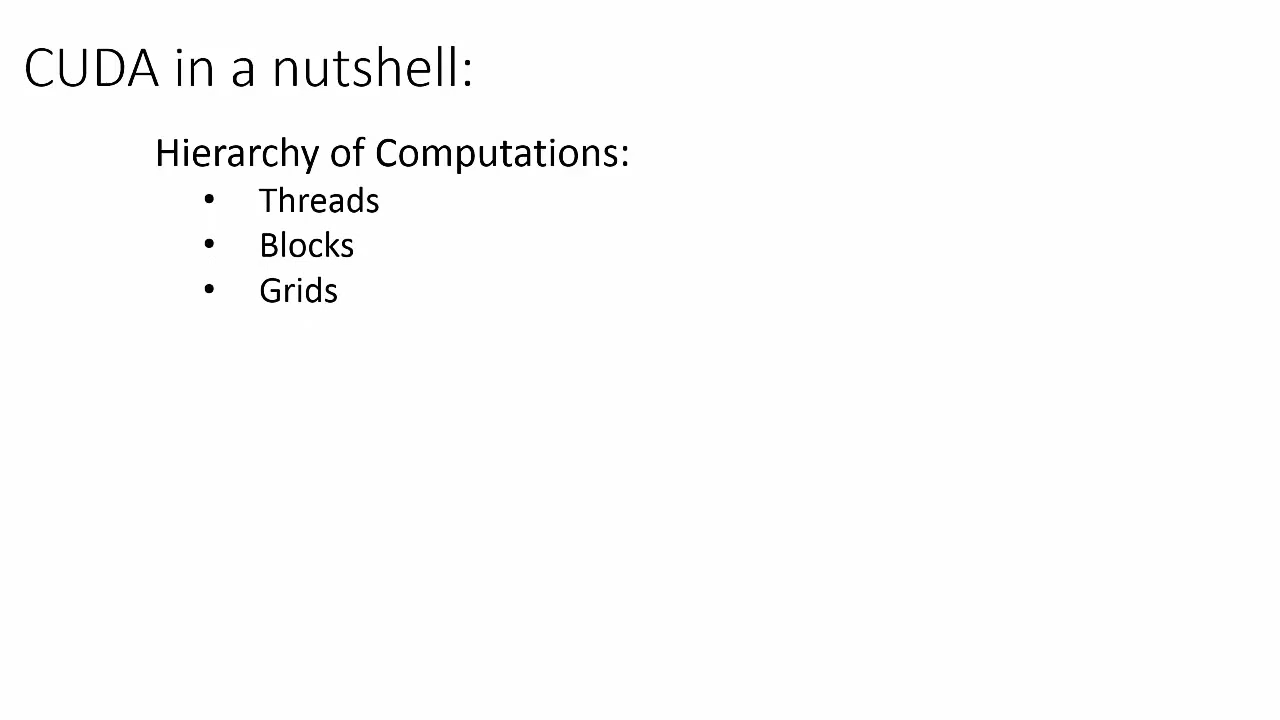 CUDA in a nutshell:
Hierarchy of Computations:
• Threads
• Blocks
• Grids